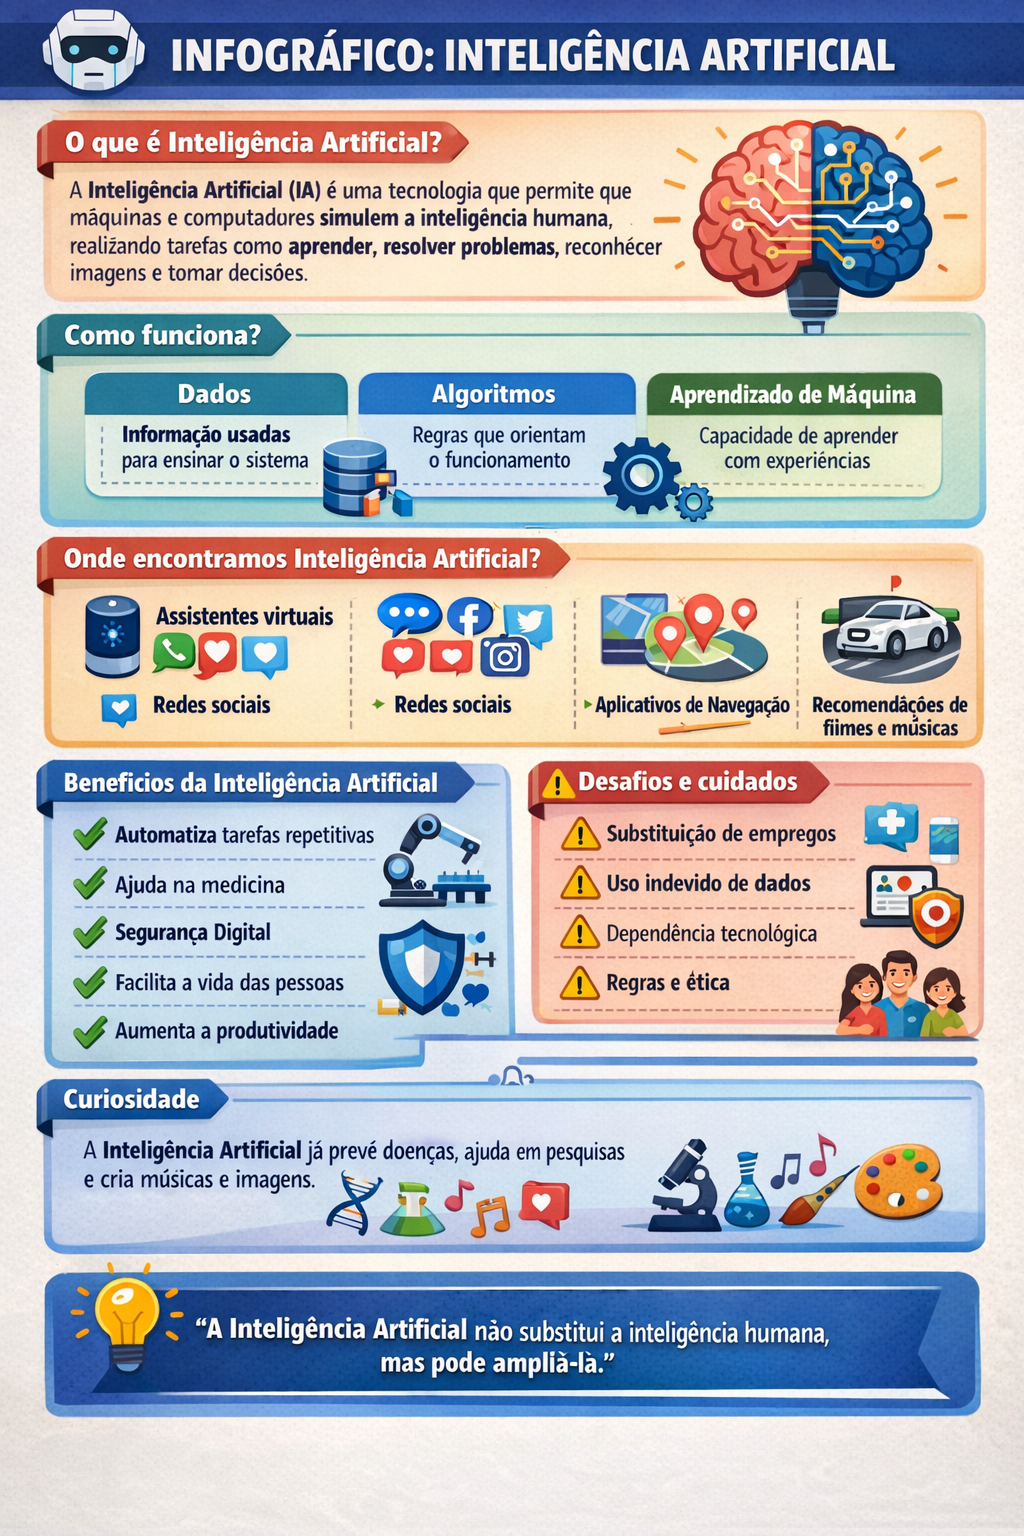 INFOGRÁFICO: INTELIGÊNCIA ARTIFICIAL
O que é Inteligência Artificial?
A Inteligência Artificial (IA) é uma tecnologia que permite que
máquinas e computadores simulem a inteligência humana,
realizando tarefas como aprender, resolver problemas, reconhécer
imagens e tomar decisões.
Como funciona?
Dados
Informação usadas
para ensinar o sistema
Algoritmos
Regras que orientam
o funcionamento
Aprendizado de Máquina
Capacidade de aprender
com experiéncias
Onde encontramos Inteligência Artificial?
Assistentes virtuais
Redes sociais
Redes sociais
Aplicativos de Navegação
Recomendâções de
fiimes e músicas
Beneficios da Inteligência Artificial
Automatiza tarefas repetitivas
Ajuda na medicina
Segurança Digital
Facilita a vida das pessoas
Aumenta a produtividade
Desafios e cuidados
Substituição de empregos
Uso indevido de dados
Dependência tecnológica
Regras e ética
Curiosidade
A Inteligência Artificial já prevé doenças, ajuda em pesquisas
e cria músicas e imagens.
“A Inteligência Artificial não substitui a inteligência humana,
mas pode amplià-là.”